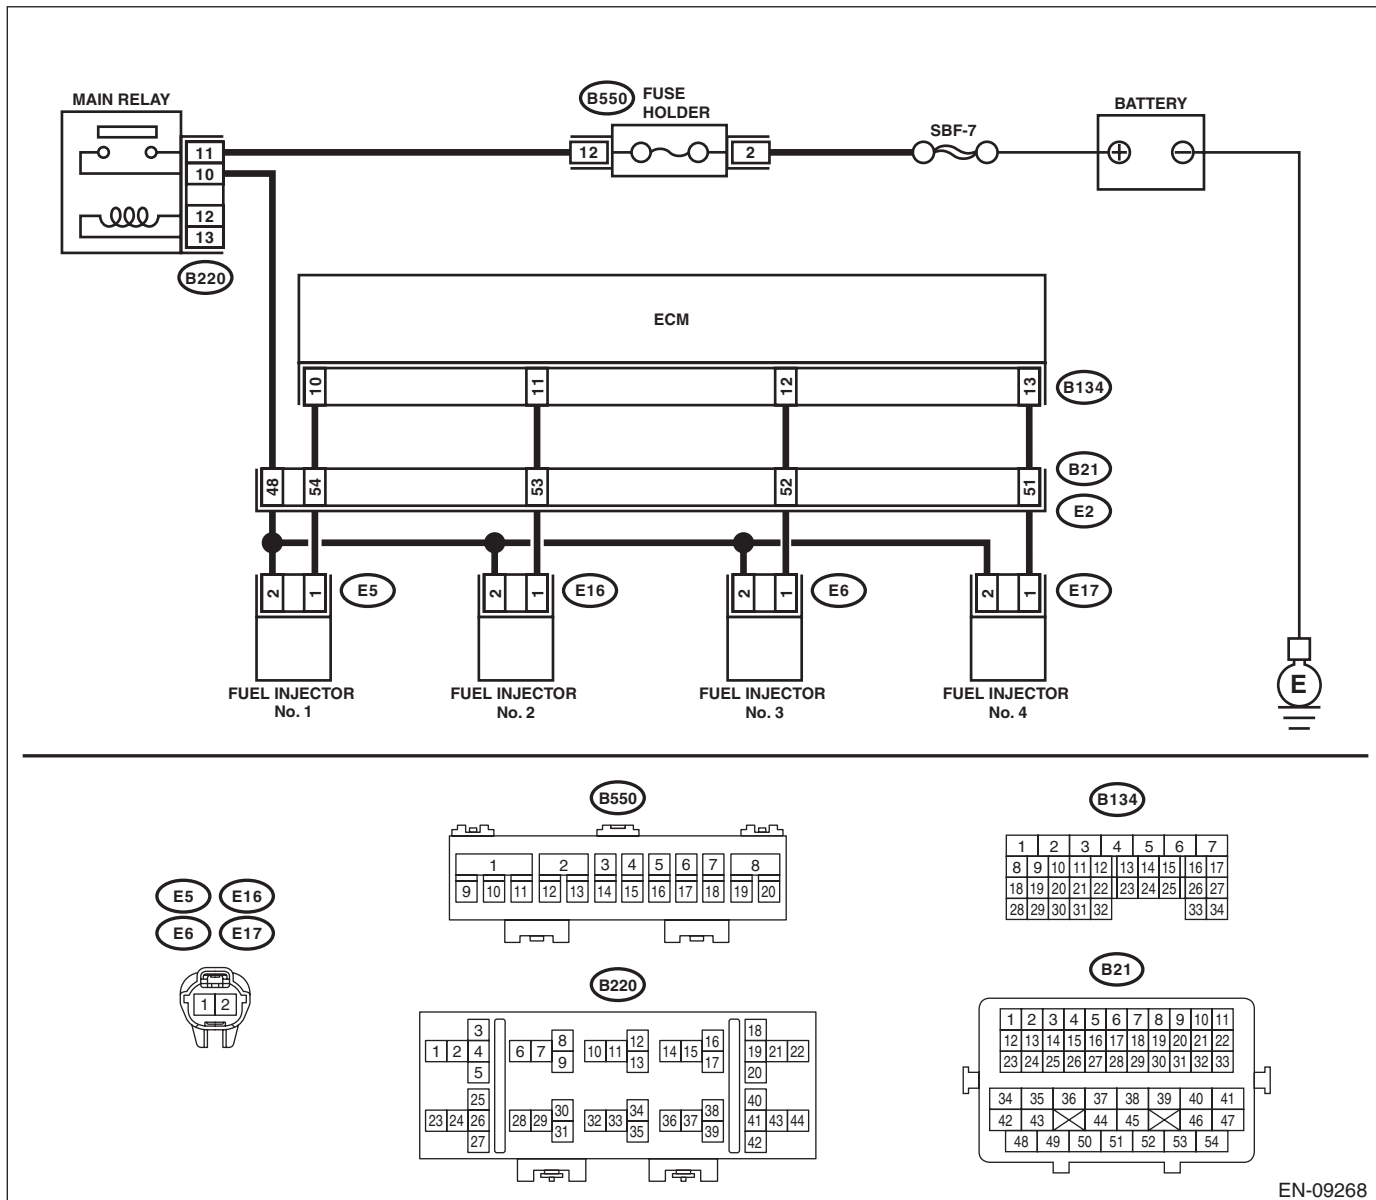 MAIN RELAY
B550 FUSE HOLDER
SBF-7
BATTERY
11
10
12
13
B220
12
2
+
−
ECM
10 11 12 13 B134
48 54 53 52 51 B21
E2
2 1 E5
2 1 E16
2 1 E6
2 1 E17
FUEL INJECTOR No. 1
FUEL INJECTOR No. 2
FUEL INJECTOR No. 3
FUEL INJECTOR No. 4
E
E5 E16
E6 E17
1 2
B550
1 2 3 4 5 6 7 8
9 10 11 12 13 14 15 16 17 18 19 20
B220
3 8 12 16 18
1 2 4 6 7 9 10 11 13 14 15 17 19 21 22
5 20
25 30 34 38 40
23 24 26 28 29 31 32 33 35 36 37 39 41 43 44
27 42
B134
1 2 3 4 5 6 7
8 9 10 11 12 13 14 15 16 17
18 19 20 21 22 23 24 25 26 27
28 29 30 31 32 33 34
B21
1 2 3 4 5 6 7 8 9 10 11
12 13 14 15 16 17 18 19 20 21 22
23 24 25 26 27 28 29 30 31 32 33
34 35 36 37 38 39 40 41
42 43 44 45 46 47
48 49 50 51 52 53 54
EN-09268